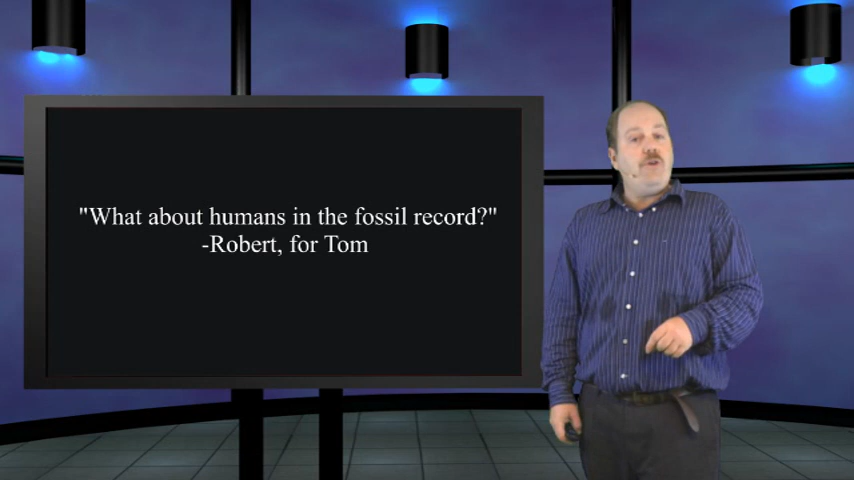 "What about humans in the fossil record?"
-Robert, for Tom